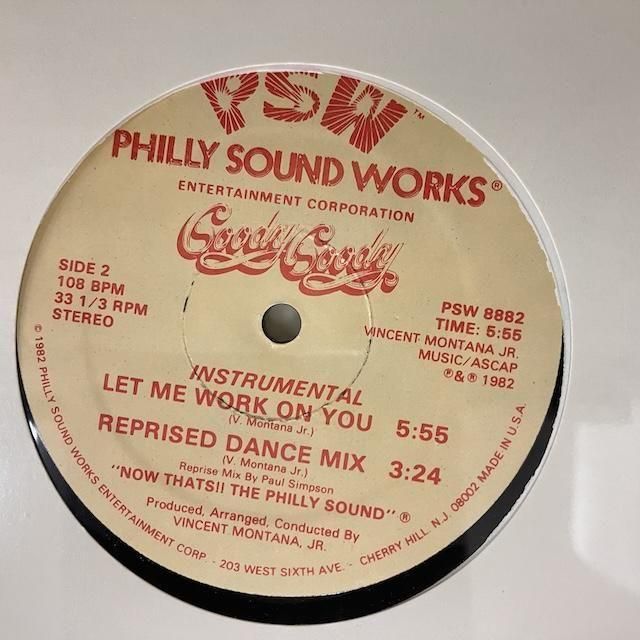 PSW™
PHILLY SOUND WORKS®
ENTERTAINMENT CORPORATION
Goody Goody
SIDE 2
108 BPM
33 1/3 RPM
STEREO
PSW 8882
TIME: 5:55
VINCENT MONTANA JR.
MUSIC/ASCAP
℗&® 1982
INSTRUMENTAL
LET ME WORK ON YOU 5:55
(V. Montana Jr.)
REPRISED DANCE MIX 3:24
(V. Montana Jr.)
Reprise Mix By Paul Simpson
"NOW THATS!! THE PHILLY SOUND"®
Produced, Arranged, Conducted By
VINCENT MONTANA, JR.
© 1982 PHILLY SOUND WORKS ENTERTAINMENT CORP. · 203 WEST SIXTH AVE. · CHERRY HILL, N.J. 08002 MADE IN U.S.A.